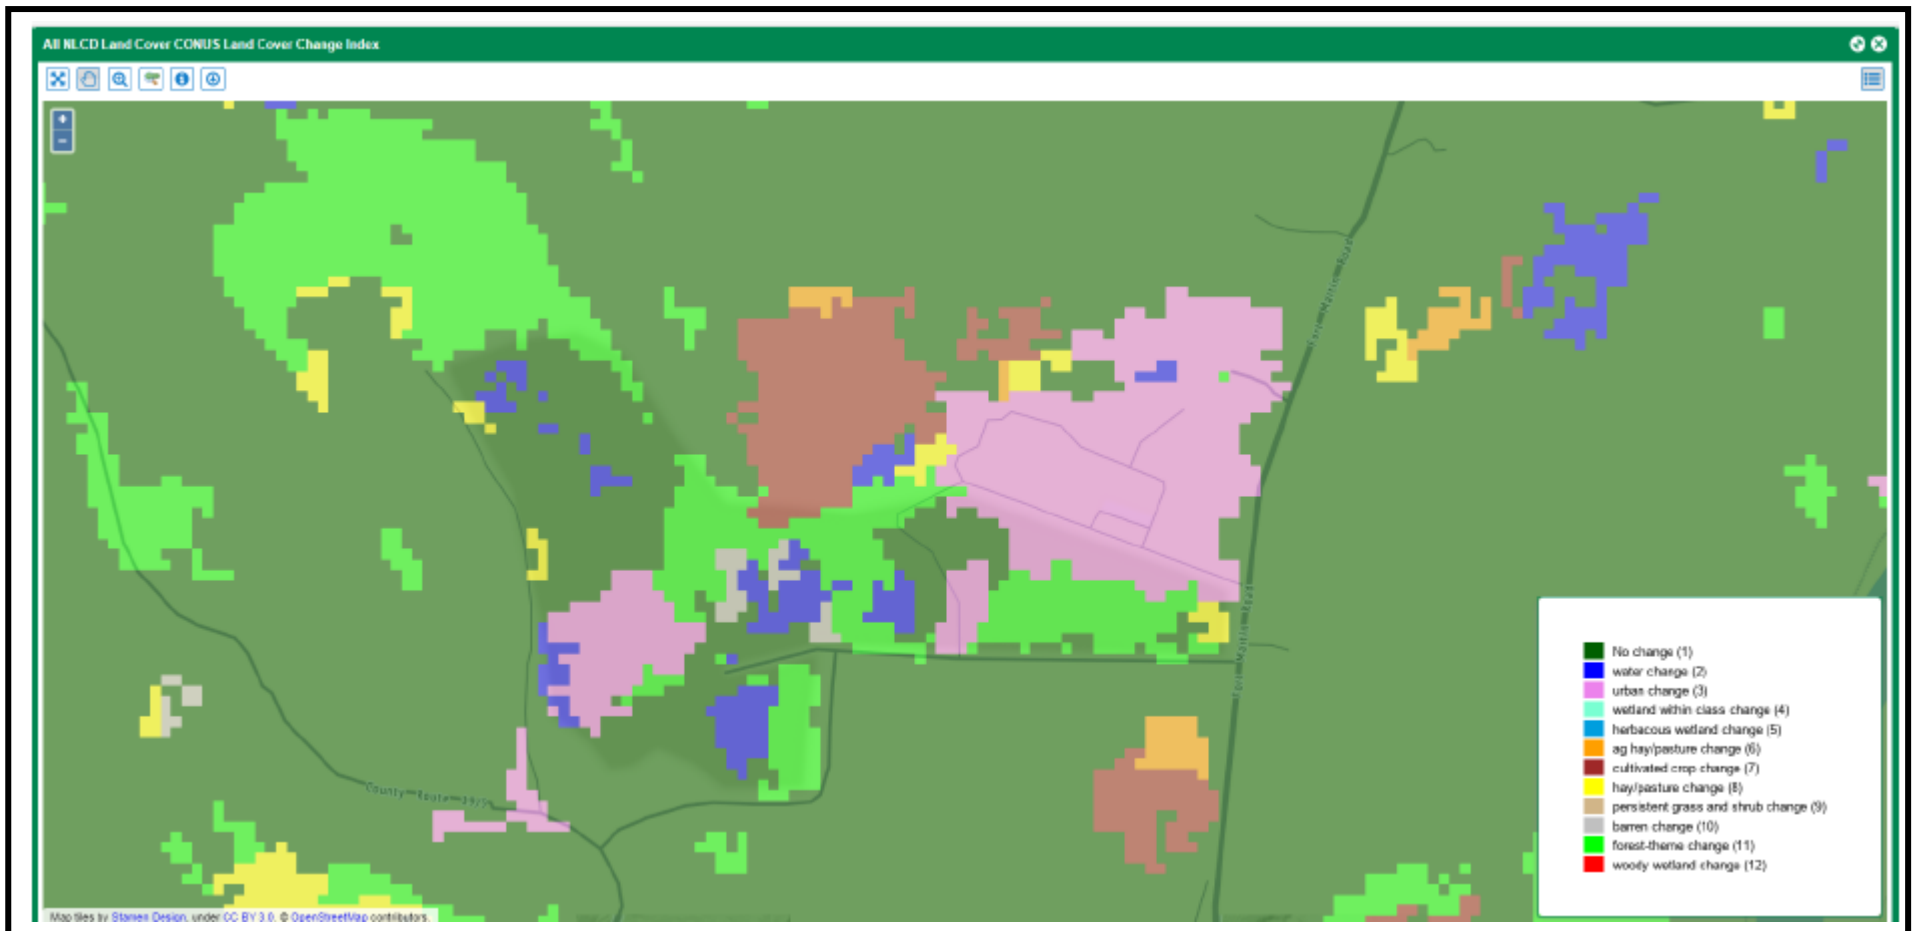 All NLCD Land Cover CONUS Land Cover Change Index
+
−
No change (1)
water change (2)
urban change (3)
wetland within class change (4)
herbacous wetland change (5)
ag hay/pasture change (6)
cultivated crop change (7)
hay/pasture change (8)
persistent grass and shrub change (9)
barren change (10)
forest-theme change (11)
woody wetland change (12)
Map tiles by Stamen Design, under CC BY 3.0. © OpenStreetMap contributors.